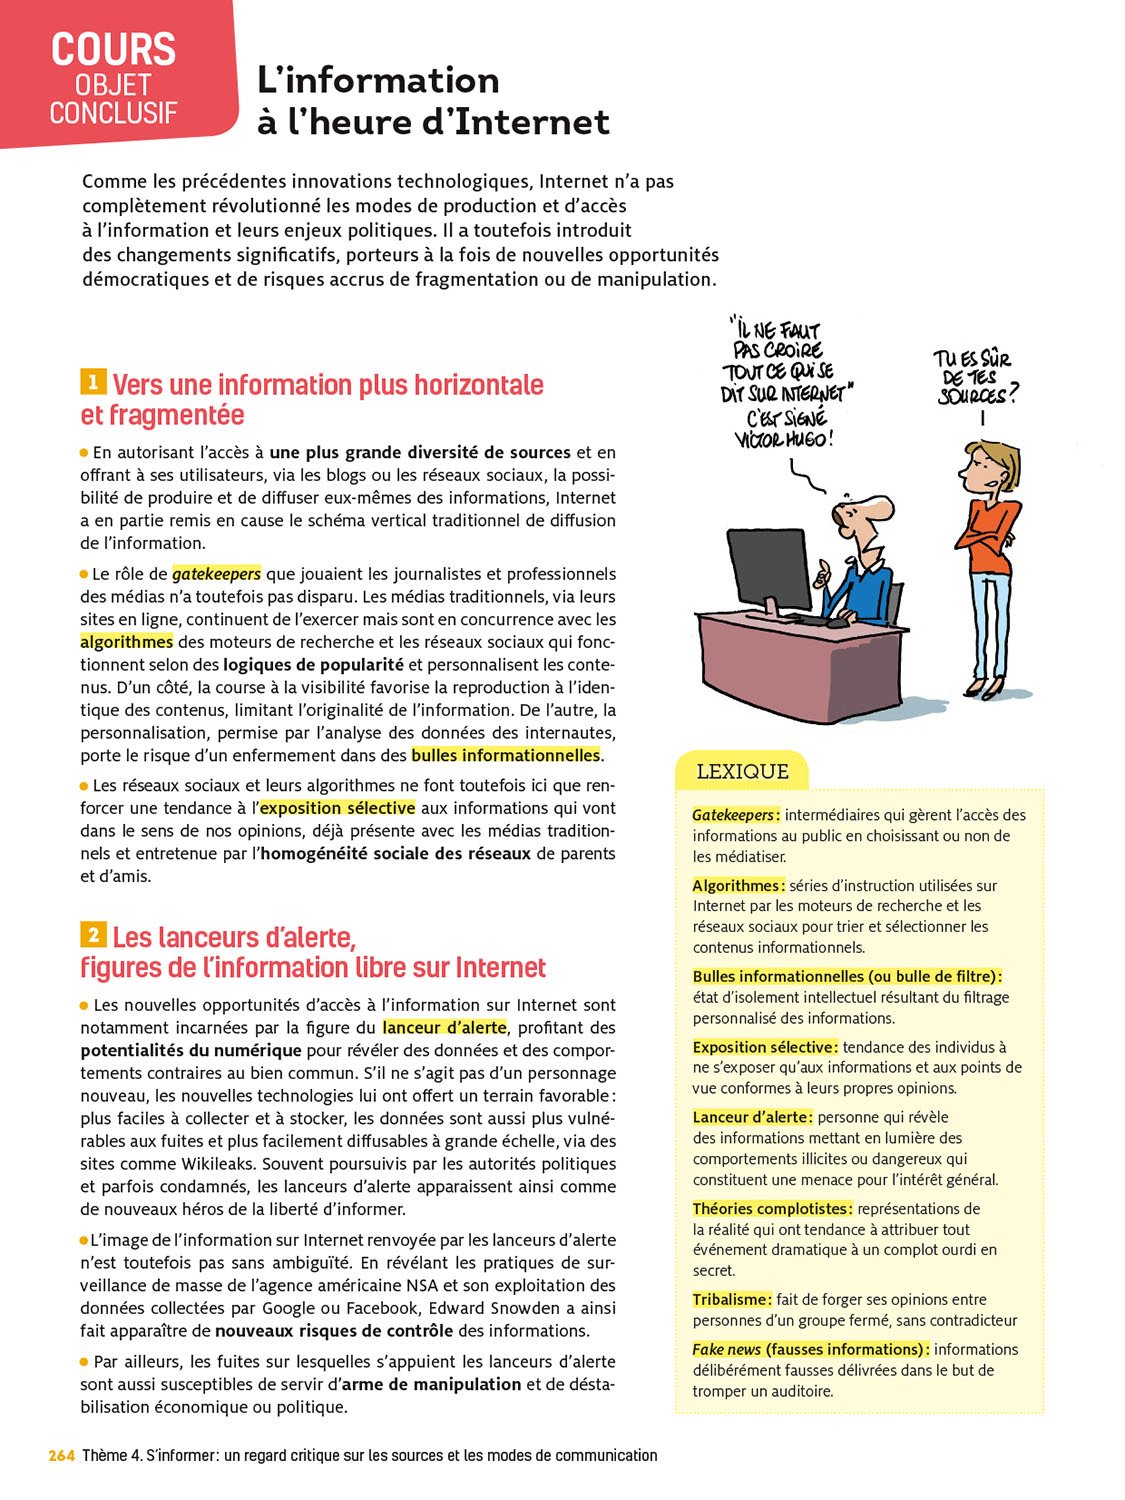 COURS
OBJET
CONCLUSIF
L’information
à l’heure d’Internet
Comme les précédentes innovations technologiques, Internet n’a pas
complètement révolutionné les modes de production et d’accès
à l’information et leurs enjeux politiques. Il a toutefois introduit
des changements significatifs, porteurs à la fois de nouvelles opportunités
démocratiques et de risques accrus de fragmentation ou de manipulation.
1 Vers une information plus horizontale
et fragmentée
• En autorisant l’accès à une plus grande diversité de sources et en
offrant à ses utilisateurs, via les blogs ou les réseaux sociaux, la possi-
bilité de produire et de diffuser eux-mêmes des informations, Internet
a en partie remis en cause le schéma vertical traditionnel de diffusion
de l’information.
• Le rôle de gatekeepers que jouaient les journalistes et professionnels
des médias n’a toutefois pas disparu. Les médias traditionnels, via leurs
sites en ligne, continuent de l’exercer mais sont en concurrence avec les
algorithmes des moteurs de recherche et les réseaux sociaux qui fonc-
tionnent selon des logiques de popularité et personnalisent les conte-
nus. D’un côté, la course à la visibilité favorise la reproduction à l’iden-
tique des contenus, limitant l’originalité de l’information. De l’autre, la
personnalisation, permise par l’analyse des données des internautes,
porte le risque d’un enfermement dans des bulles informationnelles.
• Les réseaux sociaux et leurs algorithmes ne font toutefois ici que ren-
forcer une tendance à l’exposition sélective aux informations qui vont
dans le sens de nos opinions, déjà présente avec les médias tradition-
nels et entretenue par l’homogénéité sociale des réseaux de parents
et d’amis.
2 Les lanceurs d’alerte,
figures de l’information libre sur Internet
• Les nouvelles opportunités d’accès à l’information sur Internet sont
notamment incarnées par la figure du lanceur d’alerte, profitant des
potentialités du numérique pour révéler des données et des compor-
tements contraires au bien commun. S’il ne s’agit pas d’un personnage
nouveau, les nouvelles technologies lui ont offert un terrain favorable :
plus faciles à collecter et à stocker, les données sont aussi plus vulné-
rables aux fuites et plus facilement diffusables à grande échelle, via des
sites comme Wikileaks. Souvent poursuivis par les autorités politiques
et parfois condamnés, les lanceurs d’alerte apparaissent ainsi comme
de nouveaux héros de la liberté d’informer.
• L’image de l’information sur Internet renvoyée par les lanceurs d’alerte
n’est toutefois pas sans ambiguïté. En révélant les pratiques de sur-
veillance de masse de l’agence américaine NSA et son exploitation des
données collectées par Google ou Facebook, Edward Snowden a ainsi
fait apparaître de nouveaux risques de contrôle des informations.
• Par ailleurs, les fuites sur lesquelles s’appuient les lanceurs d’alerte
sont aussi susceptibles de servir d’arme de manipulation et de désta-
bilisation économique ou politique.
"IL NE FAUT
PAS CROIRE
TOUT CE QUI SE
DIT SUR INTERNET"
C'EST SIGNÉ
VICTOR HUGO !
TU ES SÛR
DE TES
SOURCES ?
LEXIQUE
Gatekeepers : intermédiaires qui gèrent l’accès des
informations au public en choisissant ou non de
les médiatiser.
Algorithmes : séries d’instruction utilisées sur
Internet par les moteurs de recherche et les
réseaux sociaux pour trier et sélectionner les
contenus informationnels.
Bulles informationnelles (ou bulle de filtre) :
état d’isolement intellectuel résultant du filtrage
personnalisé des informations.
Exposition sélective : tendance des individus à
ne s’exposer qu’aux informations et aux points de
vue conformes à leurs propres opinions.
Lanceur d’alerte : personne qui révèle
des informations mettant en lumière des
comportements illicites ou dangereux qui
constituent une menace pour l’intérêt général.
Théories complotistes : représentations de
la réalité qui ont tendance à attribuer tout
événement dramatique à un complot ourdi en
secret.
Tribalisme : fait de forger ses opinions entre
personnes d’un groupe fermé, sans contradicteur
Fake news (fausses informations) : informations
délibérément fausses délivrées dans le but de
tromper un auditoire.
264 Thème 4. S’informer : un regard critique sur les sources et les modes de communication